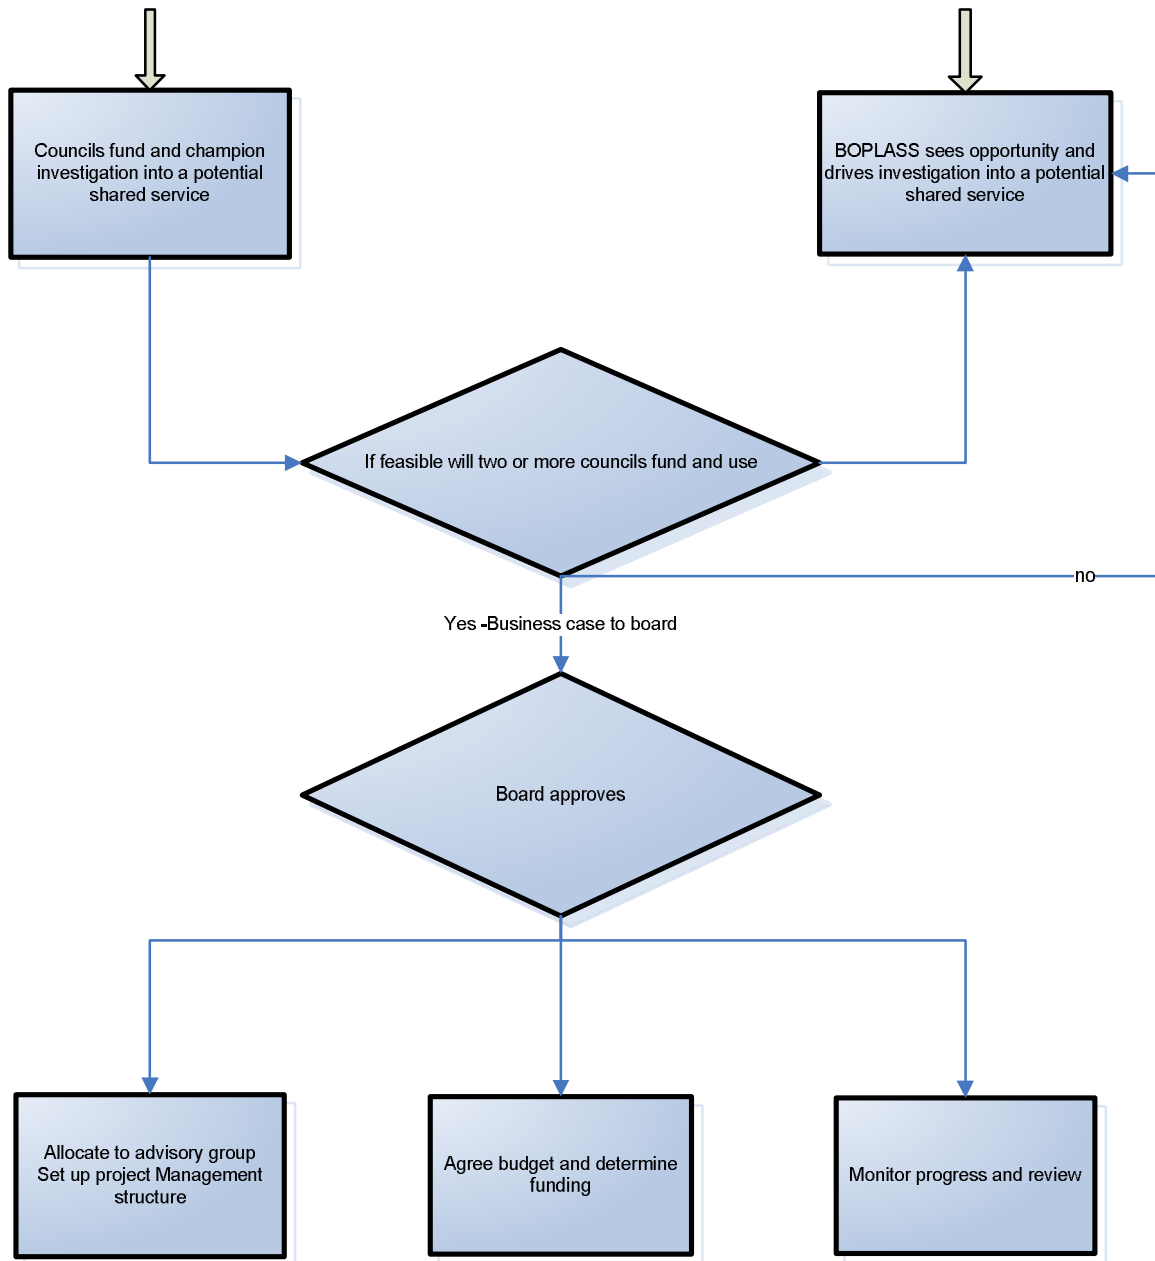 Councils fund and champion
investigation into a potential
shared service
BOPLASS sees opportunity and
drives investigation into a potential
shared service
If feasible will two or more councils fund and use
no
Yes -Business case to board
Board approves
Allocate to advisory group
Set up project Management
structure
Agree budget and determine
funding
Monitor progress and review